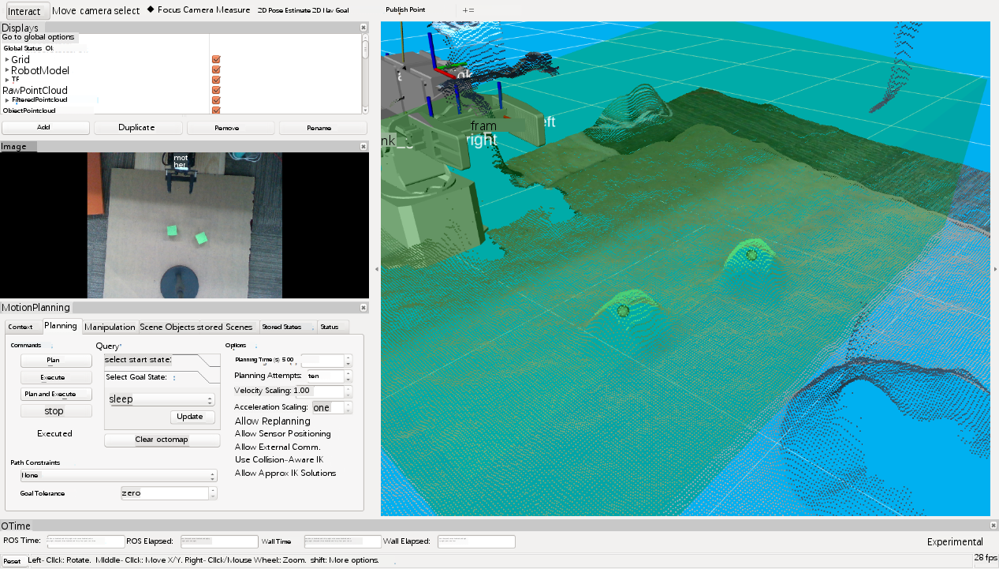 Interact Move camera select ◆ Focus Camera Measure 2D Pose Estimate 2D Nav Goal Publish Point +=
Displays
Go to global options
Global Status
Grid
RobotModel
TF
RawPointCloud
FilteredPointcloud
ObjectPointcloud
Add Duplicate Remove Rename
Image
mot
her
MotionPlanning
Context Planning Manipulation Scene Objects stored Scenes Stored States Status
Commands Query Options
Plan
Execute
Plan and Execute
stop
Executed
select start state:
Select Goal State:
sleep
Update
Clear octomap
Planning Time (s): 5.00
Planning Attempts: ten
Velocity Scaling: 1.00
Acceleration Scaling: one
Allow Replanning
Allow Sensor Positioning
Allow External Comm.
Use Collision-Aware IK
Allow Approx IK Solutions
Path Constraints
None
Goal Tolerance zero
fram
right
eft
OTime
POS Time: POS Elapsed: Wall Time Wall Elapsed: Experimental
Reset Left- Click: Rotate. Middle- Click: Move X/Y. Right- Click/Mouse Wheel:: Zoom. shift: More options. 28 fps